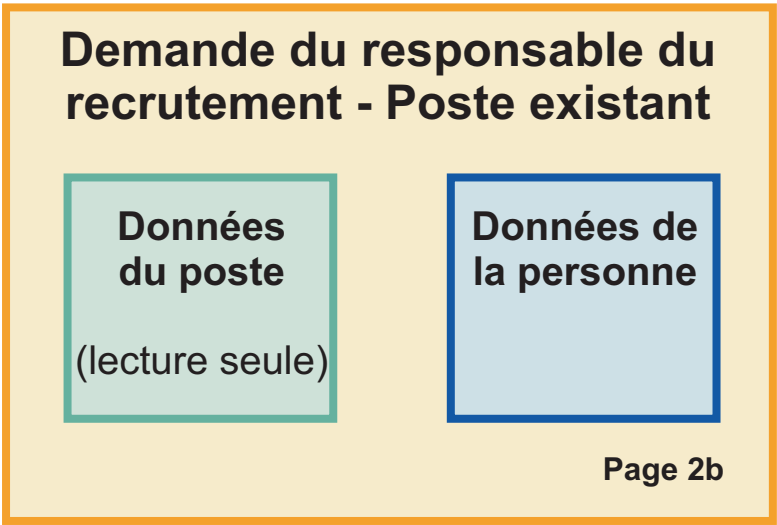 Demande du responsable du
recrutement - Poste existant
Données
du poste
(lecture seule)
Données de
la personne
Page 2b